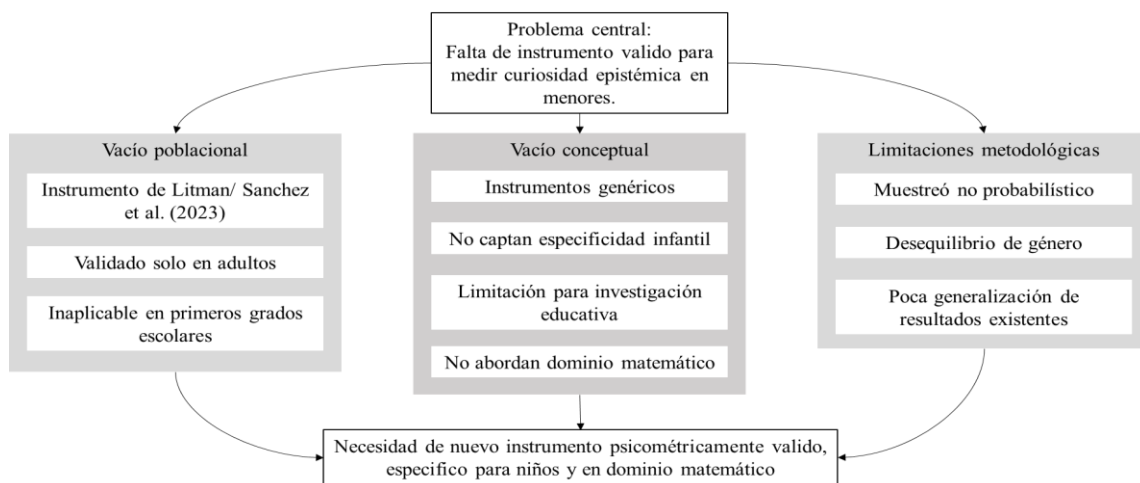 Problema central:
Falta de instrumento valido para
medir curiosidad epistémica en
menores.
Vacío poblacional
Instrumento de Litman/ Sanchez
et al. (2023)
Validado solo en adultos
Inaplicable en primeros grados
escolares
Vacío conceptual
Instrumentos genéricos
No captan especificidad infantil
Limitación para investigación
educativa
No abordan dominio matemático
Limitaciones metodológicas
Muestreó no probabilístico
Desequilibrio de género
Poca generalización de
resultados existentes
Necesidad de nuevo instrumento psicométricamente valido,
especifico para niños y en dominio matemático